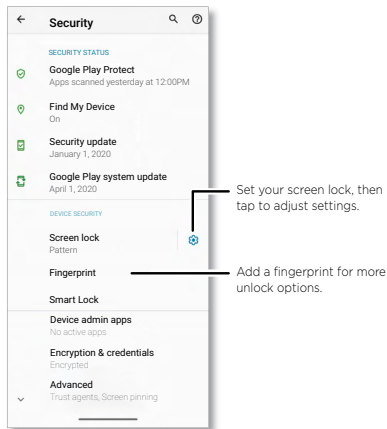 Security
SECURITY STATUS
Google Play Protect
Apps scanned yesterday at 12:00PM
Find My Device
On
Security update
January 1, 2020
Google Play system update
April 1, 2020
DEVICE SECURITY
Screen lock
Pattern
Fingerprint
Smart Lock
Device admin apps
No active apps
Encryption & credentials
Encrypted
Advanced
Trust agents, Screen pinning
Set your screen lock, then
tap to adjust settings.
Add a fingerprint for more
unlock options.